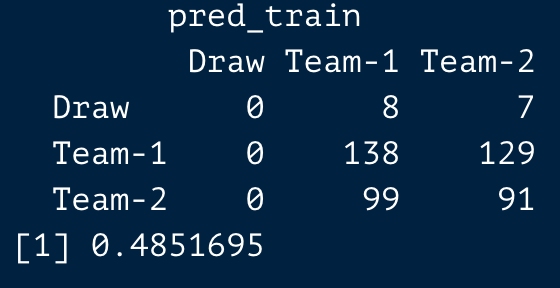 pred_train
Draw Team-1 Team-2
Draw 0 8 7
Team-1 0 138 129
Team-2 0 99 91
[1] 0.4851695